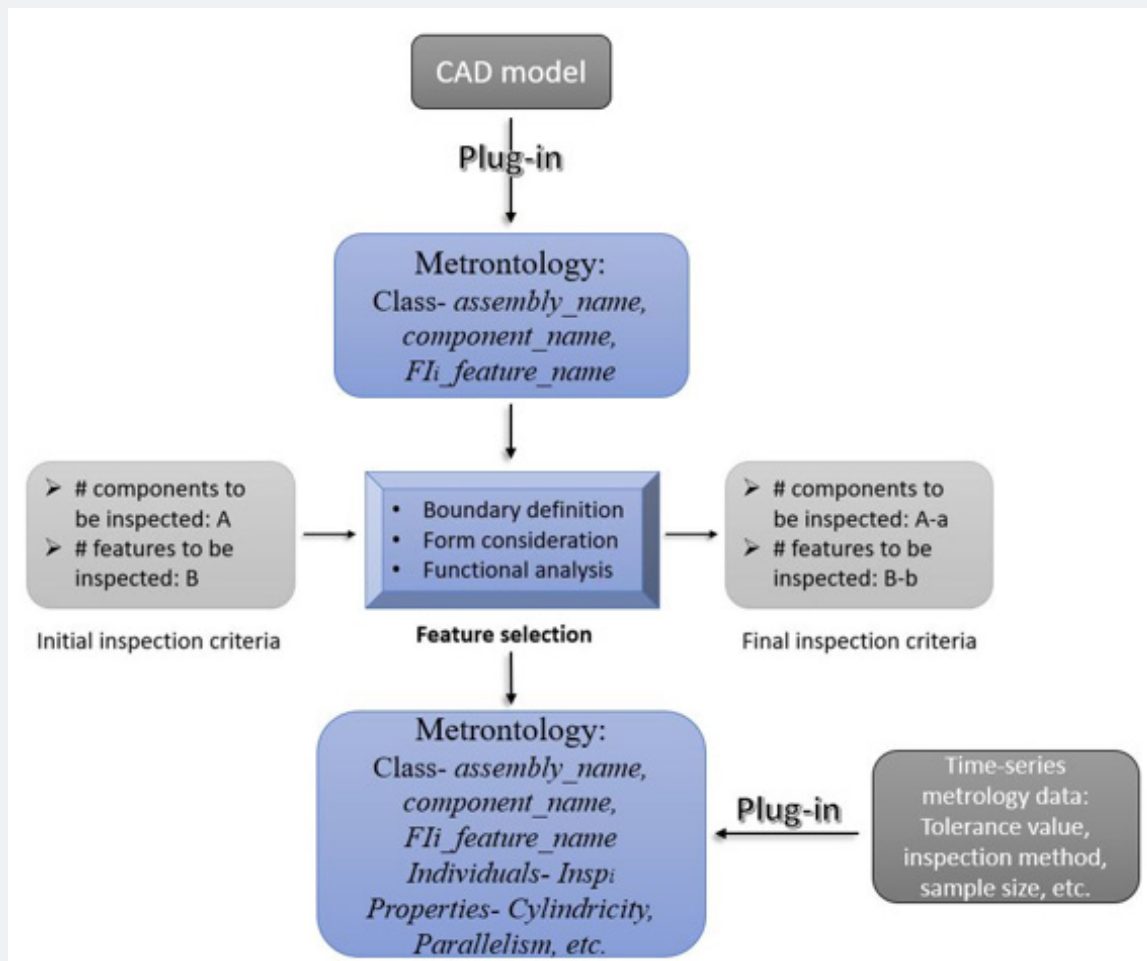 CAD model
Plug-in
Metrontology:
Class- assembly_name,
component_name,
FIi_feature_name
➢ # components to
be inspected: A
➢ # features to be
inspected: B
Initial inspection criteria
• Boundary definition
• Form consideration
• Functional analysis
Feature selection
➢ # components to
be inspected: A-a
➢ # features to be
inspected: B-b
Final inspection criteria
Metrontology:
Class- assembly_name,
component_name,
FIi_feature_name
Individuals- Inspi
Properties- Cylindricity,
Parallelism, etc.
Plug-in
Time-series
metrology data:
Tolerance value,
inspection method,
sample size, etc.